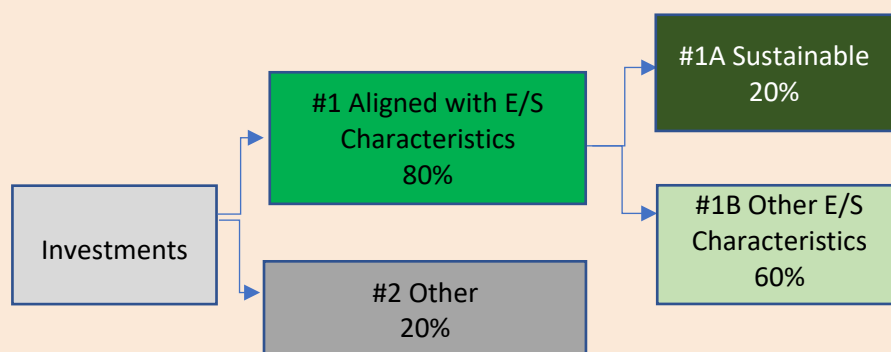 Investments
#1 Aligned with E/S
Characteristics
80%
#2 Other
20%
#1A Sustainable
20%
#1B Other E/S
Characteristics
60%